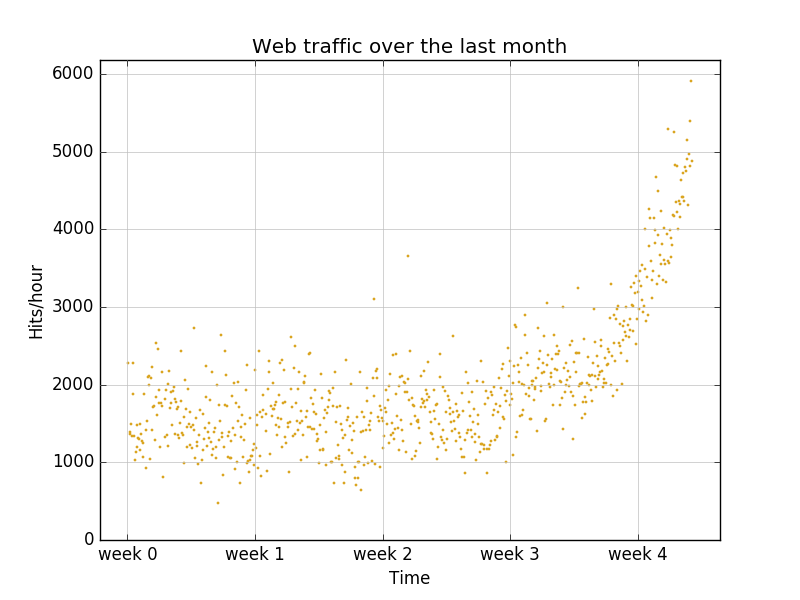 Web traffic over the last month
6000
5000
4000
3000
2000
1000
0
Hits/hour
week 0 week 1 week 2 week 3 week 4
Time